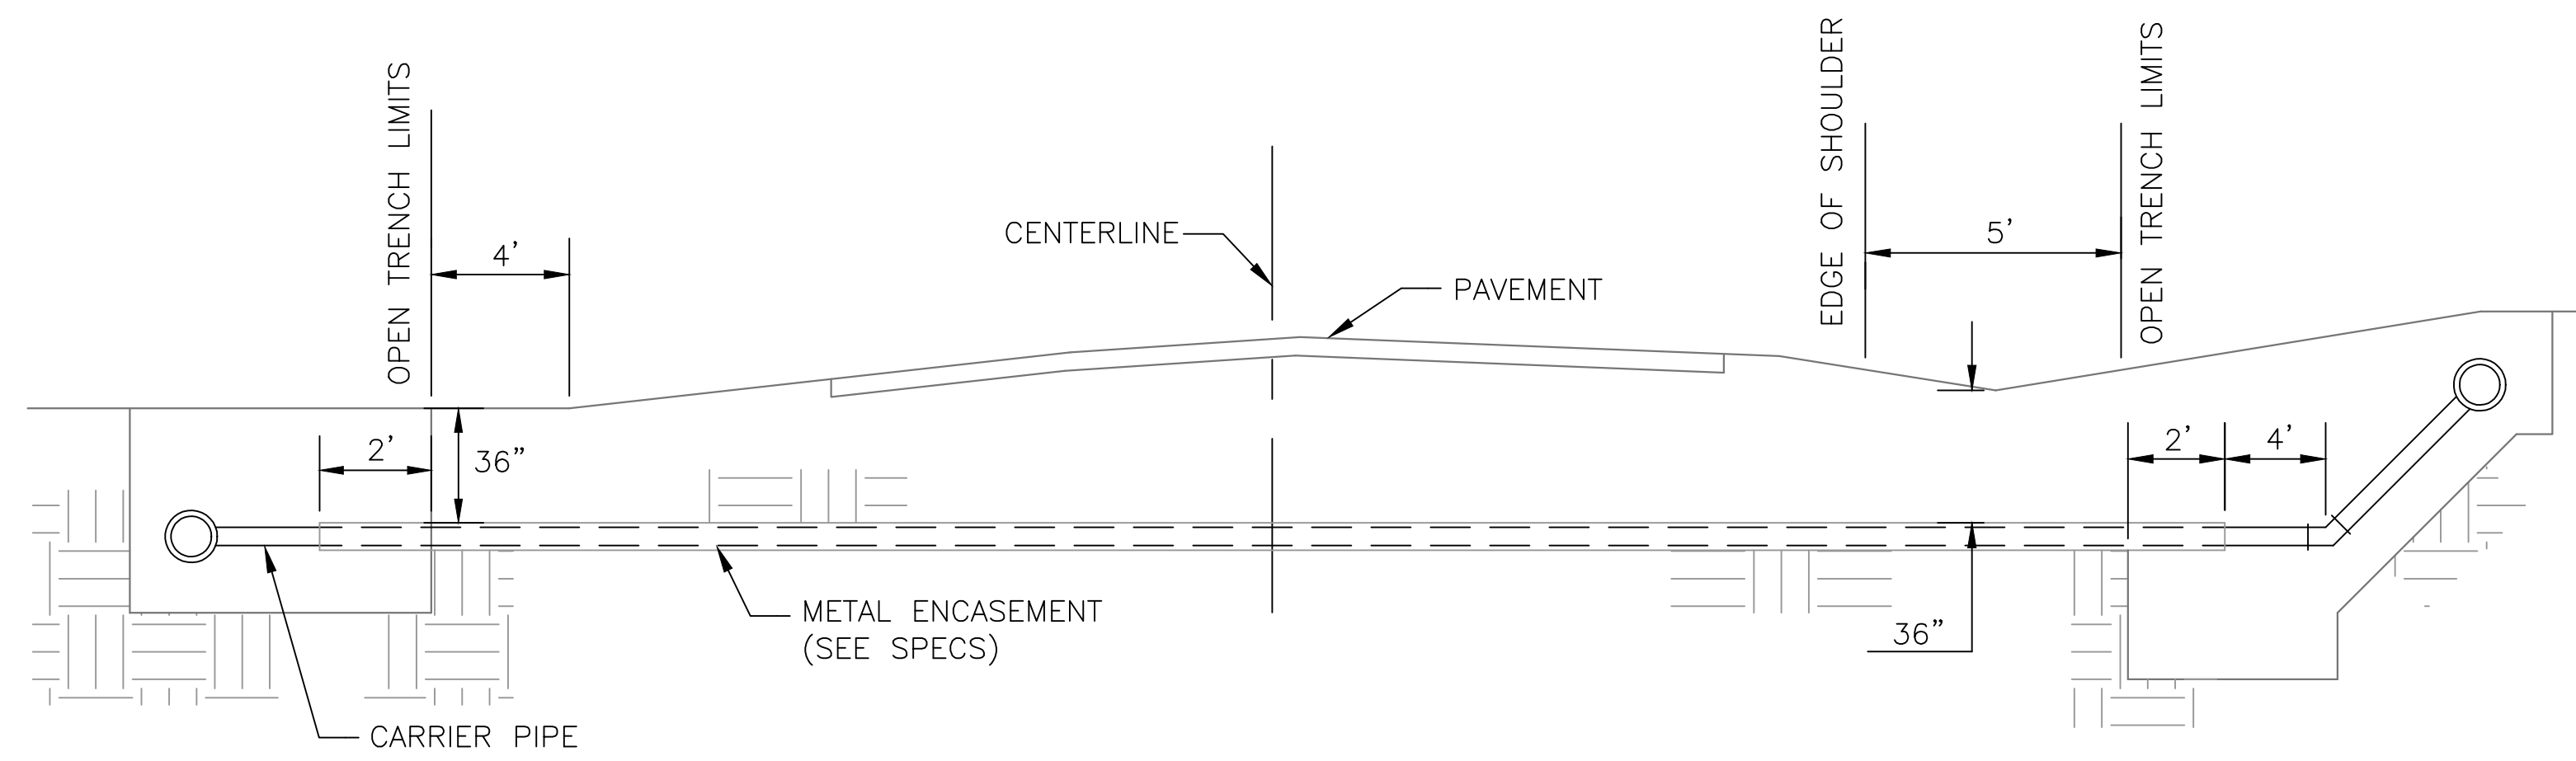 OPEN TRENCH LIMITS
4’
CENTERLINE
PAVEMENT
EDGE OF SHOULDER
5’
OPEN TRENCH LIMITS
2’
36”
2’
4’
METAL ENCASEMENT
(SEE SPECS)
36”
CARRIER PIPE